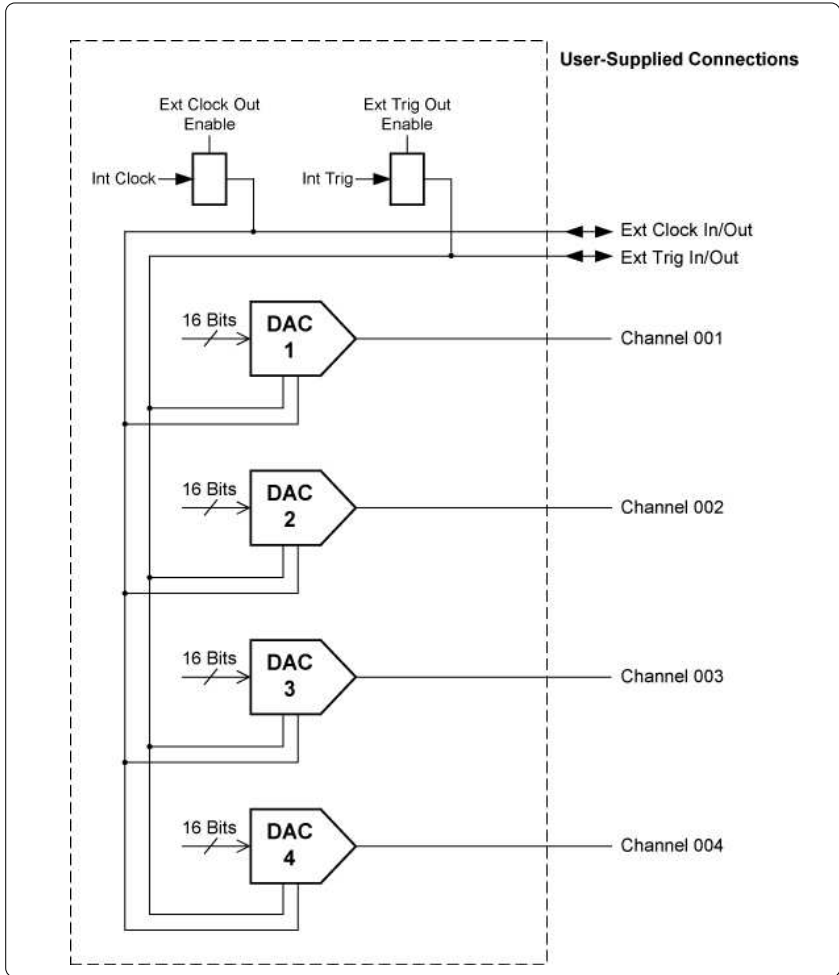 User-Supplied Connections
Ext Clock Out
Enable
Ext Trig Out
Enable
Int Clock
Int Trig
Ext Clock In/Out
Ext Trig In/Out
16 Bits
DAC
1
Channel 001
16 Bits
DAC
2
Channel 002
16 Bits
DAC
3
Channel 003
16 Bits
DAC
4
Channel 004